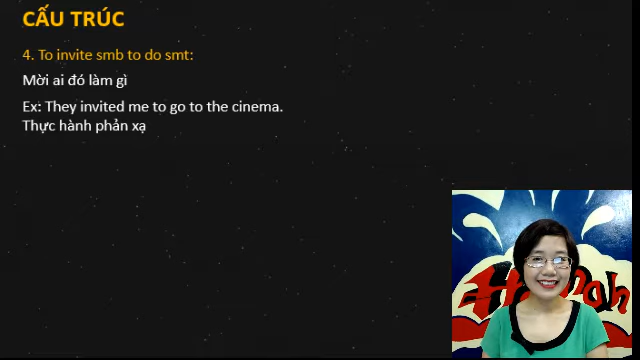 CẤU TRÚC
4. To invite smb to do smt:
Mời ai đó làm gì
Ex: They invited me to go to the cinema.
Thực hành phản xạ